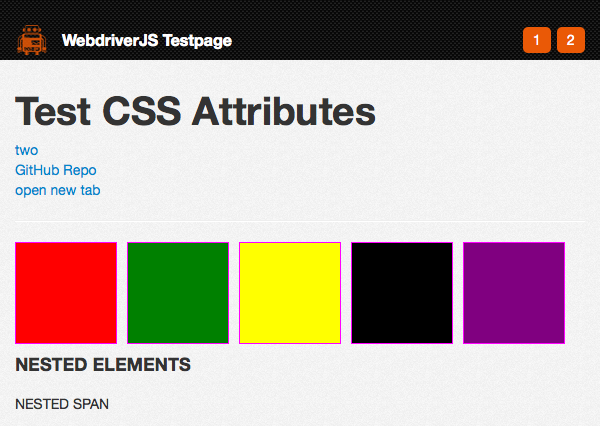 WebdriverJS Testpage
1 2
Test CSS Attributes
two
GitHub Repo
open new tab
NESTED ELEMENTS
NESTED SPAN